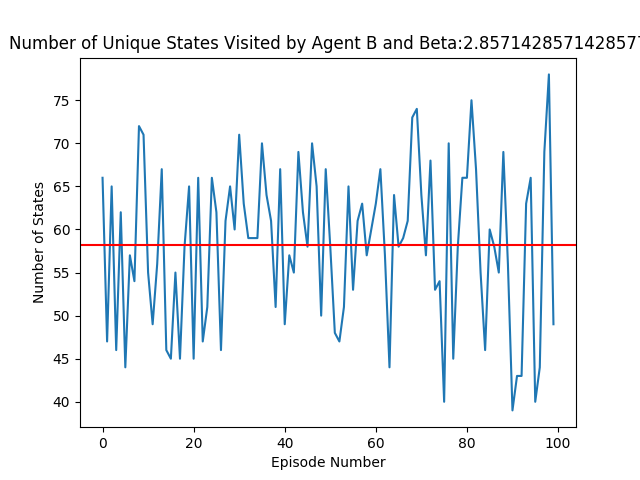 Number of Unique States Visited by Agent B and Beta:2.857142857142857
75
70
65
60
55
50
45
40
Number of States
0 20 40 60 80 100
Episode Number